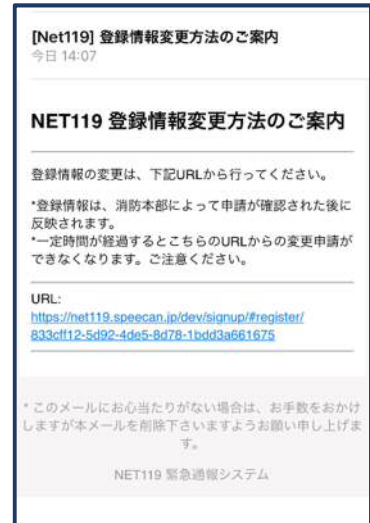 [Net119] 登録情報変更方法のご案内
今日 14:07
NET119 登録情報変更方法のご案内
登録情報の変更は、下記URLから行ってください。
*登録情報は、消防本部によって申請が確認された後に
反映されます。
*一定時間が経過するとこちらのURLからの変更申請が
できなくなります。ご注意ください。
URL:
https://net119.speecan.jp/dev/signup/#register/
833cff12-5d92-4de5-8d78-1bdd3a661675
* このメールにお心当たりがない場合は、お手数をおかけ
しますが本メールを削除下さいますようお願い申し上げま
す。
NET119 緊急通報システム